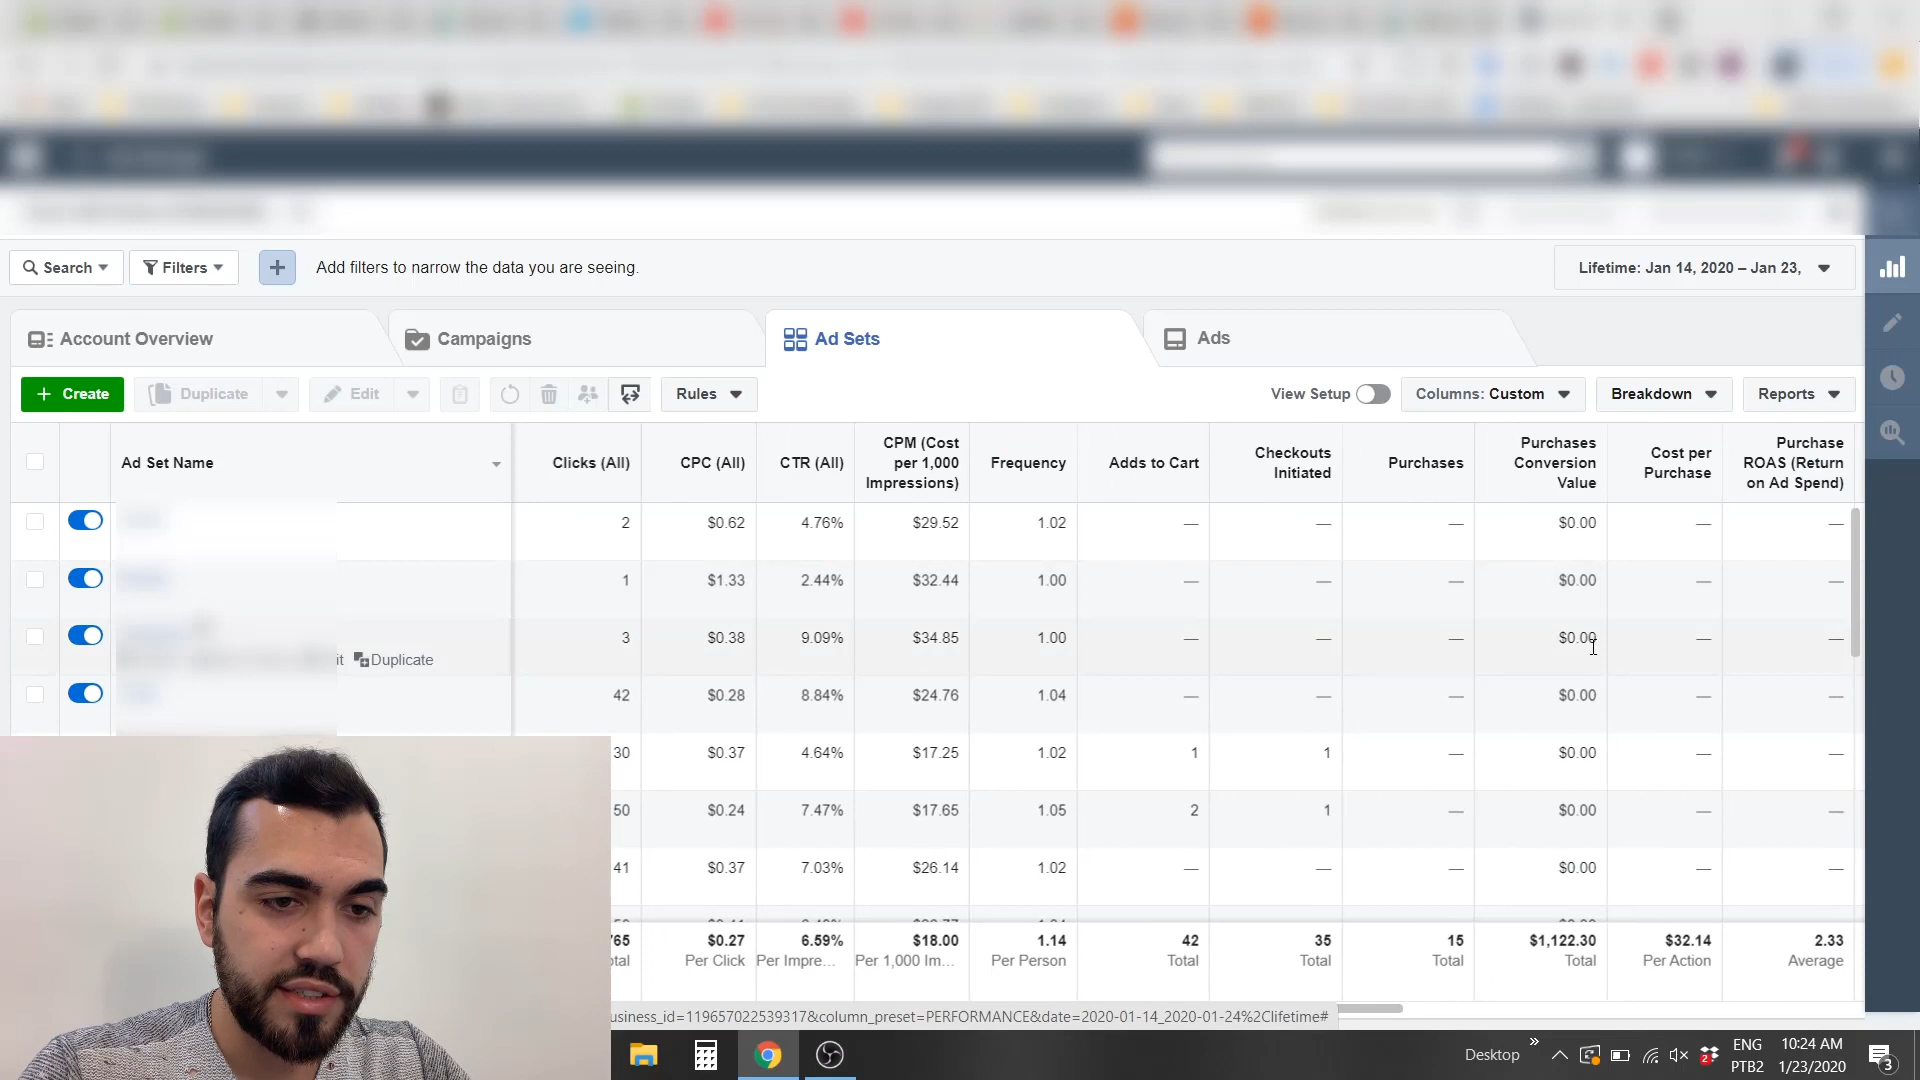 Search
Filters
Add filters to narrow the data you are seeing.
Lifetime: Jan 14, 2020 – Jan 23,
Account Overview
Campaigns
Ad Sets
Ads
+ Create
Duplicate
Edit
Rules
View Setup
Columns: Custom
Breakdown
Reports
Ad Set Name
Clicks (All)
CPC (All)
CTR (All)
CPM (Cost
per 1,000
Impressions)
Frequency
Adds to Cart
Checkouts
Initiated
Purchases
Purchases
Conversion
Value
Cost per
Purchase
Purchase
ROAS (Return
on Ad Spend)
2 $0.62 4.76% $29.52 1.02 — — — $0.00 — —
1 $1.33 2.44% $32.44 1.00 — — — $0.00 — —
3 $0.38 9.09% $34.85 1.00 — — — $0.00 — —
it Duplicate
42 $0.28 8.84% $24.76 1.04 — — — $0.00 — —
30 $0.37 4.64% $17.25 1.02 1 1 — $0.00 — —
50 $0.24 7.47% $17.65 1.05 2 1 — $0.00 — —
41 $0.37 7.03% $26.14 1.02 — — — $0.00 — —
765 $0.27 6.59% $18.00 1.14 42 35 15 $1,122.30 $32.14 2.33
otal Per Click Per Impre... Per 1,000 Im... Per Person Total Total Total Total Per Action Average
usiness_id=119657022539317&column_preset=PERFORMANCE&date=2020-01-14_2020-01-24%2Clifetime#
Desktop
ENG
PTB2
10:24 AM
1/23/2020
2
3